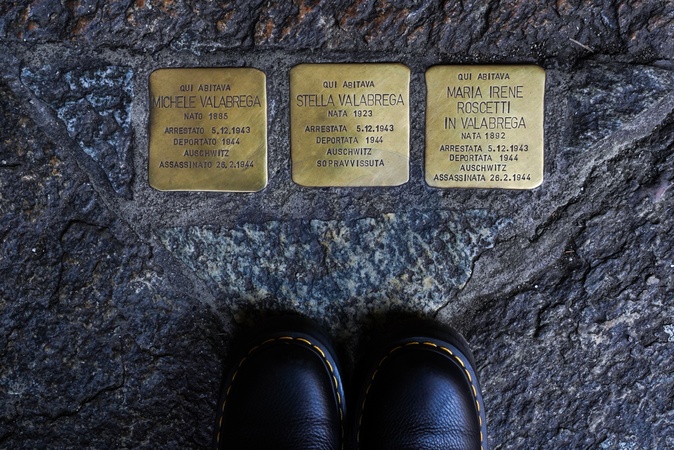 QUI ABITAVA
MICHELE VALABREGA
NATO 1885
ARRESTATO 5.12.1943
DEPORTATO 1944
AUSCHWITZ
ASSASSINATO 26.2.1944
QUI ABITAVA
STELLA VALABREGA
NATA 1923
ARRESTATA 5.12.1943
DEPORTATA 1944
AUSCHWITZ
SOPRAVVISSUTA
QUI ABITAVA
MARIA IRENE
ROSCETTI
IN VALABREGA
NATA 1892
ARRESTATA 5.12.1943
DEPORTATA 1944
AUSCHWITZ
ASSASSINATA 26.2.1944